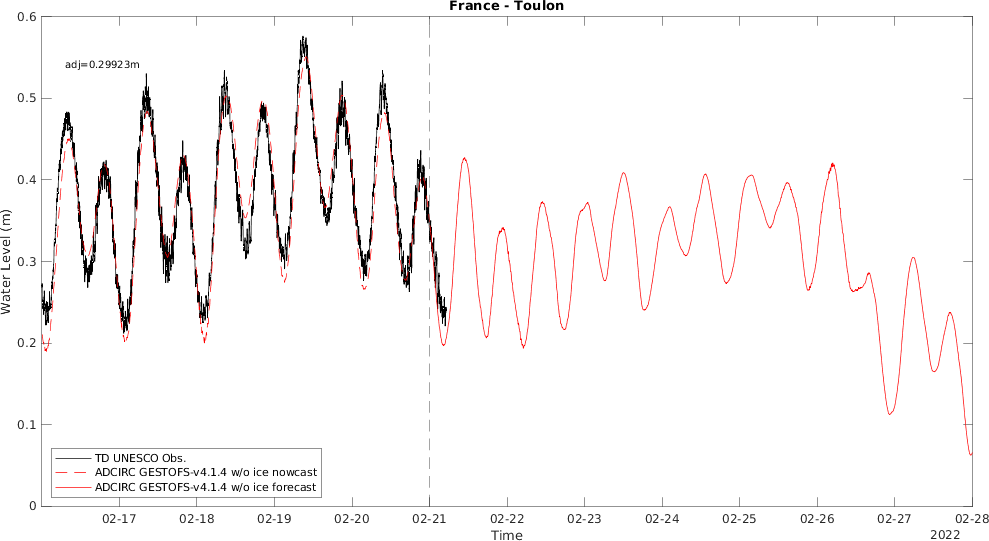 France - Toulon
adj=0.29923m
Water Level (m)
0.6
0.5
0.4
0.3
0.2
0.1
0
TD UNESCO Obs.
ADCIRC GESTOFS-v4.1.4 w/o ice nowcast
ADCIRC GESTOFS-v4.1.4 w/o ice forecast
02-17 02-18 02-19 02-20 02-21 02-22 02-23 02-24 02-25 02-26 02-27 02-28
Time
2022